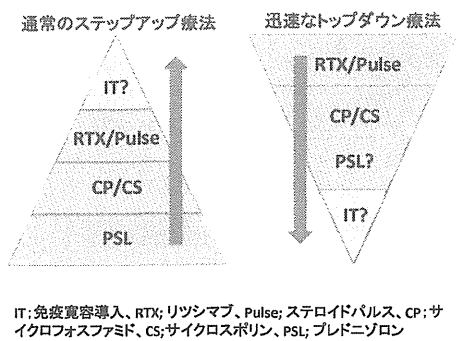 通常のステップアップ療法
IT?
RTX/Pulse
CP/CS
PSL
迅速なトップダウン療法
RTX/Pulse
CP/CS
PSL?
IT?
IT;免疫寛容導入、RTX;リツシマブ、Pulse;ステロイドパルス、CP;サ
イクロフォスファミド、CS;サイクロスポリン、PSL;プレドニゾロン